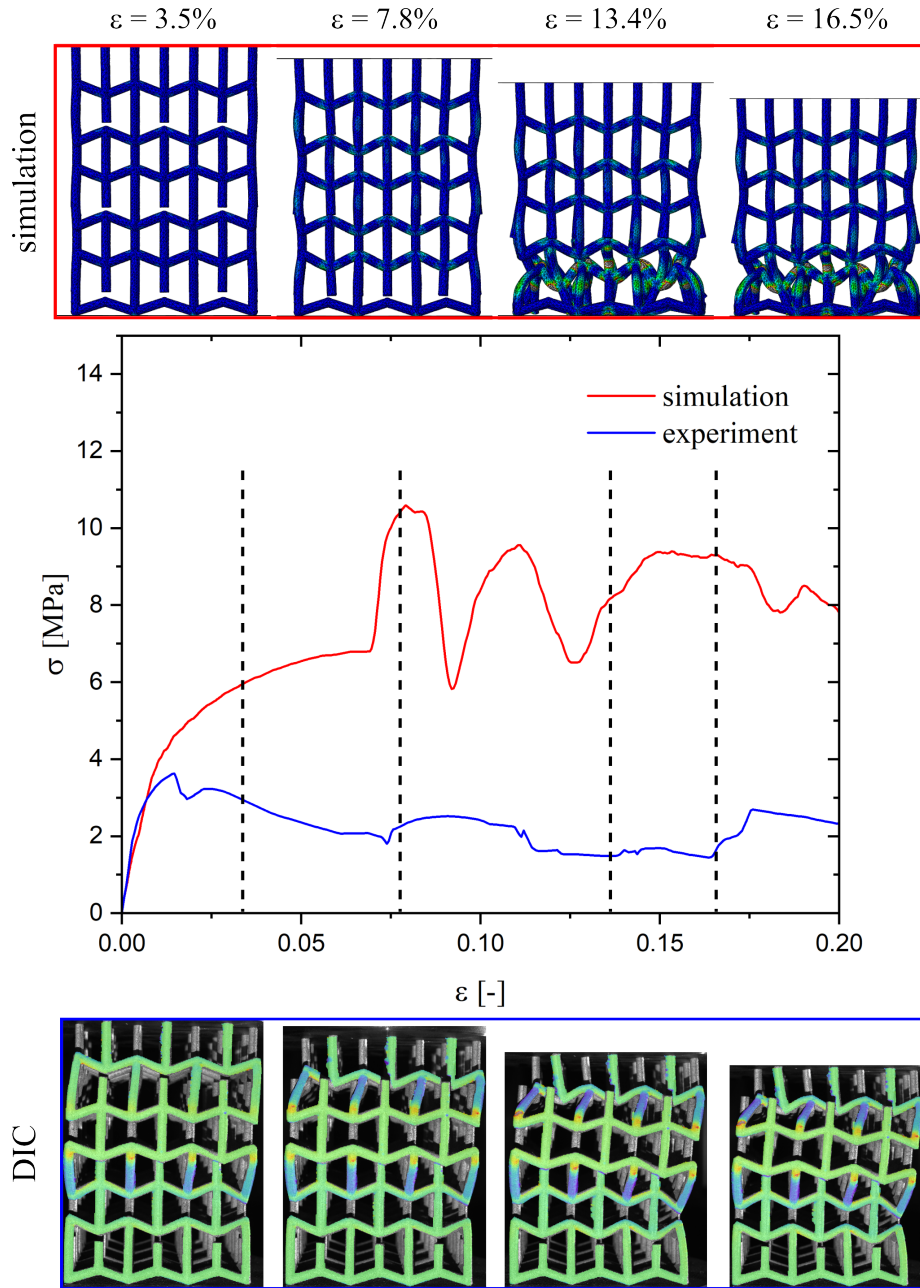 ε = 3.5% ε = 7.8% ε = 13.4% ε = 16.5%
simulation
14
12
10
8
6
4
2
0
σ [MPa]
simulation
experiment
0.00 0.05 0.10 0.15 0.20
ε [-]
DIC